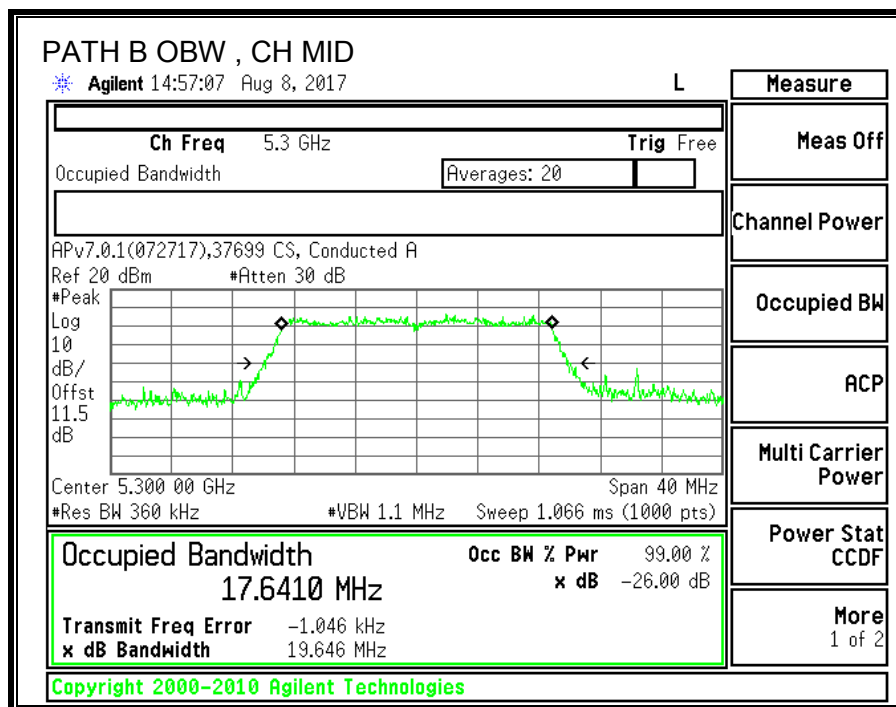 PATH B OBW , CH MID
Agilent 14:57:07 Aug 8, 2017 L
Measure
Ch Freq 5.3 GHz Trig Free
Meas Off
Occupied Bandwidth Averages: 20
Channel Power
APv7.0.1(072717),37699 CS, Conducted A
Ref 20 dBm #Atten 30 dB
#Peak
Log
10
dB/
Offst
11.5
dB
Occupied BW
ACP
Multi Carrier
Power
Center 5.300 00 GHz Span 40 MHz
#Res BW 360 kHz #VBW 1.1 MHz Sweep 1.066 ms (1000 pts)
Power Stat
CCDF
Occupied Bandwidth Occ BW % Pwr 99.00 %
17.6410 MHz x dB -26.00 dB
Transmit Freq Error -1.046 kHz
x dB Bandwidth 19.646 MHz
More
1 of 2
Copyright 2000-2010 Agilent Technologies